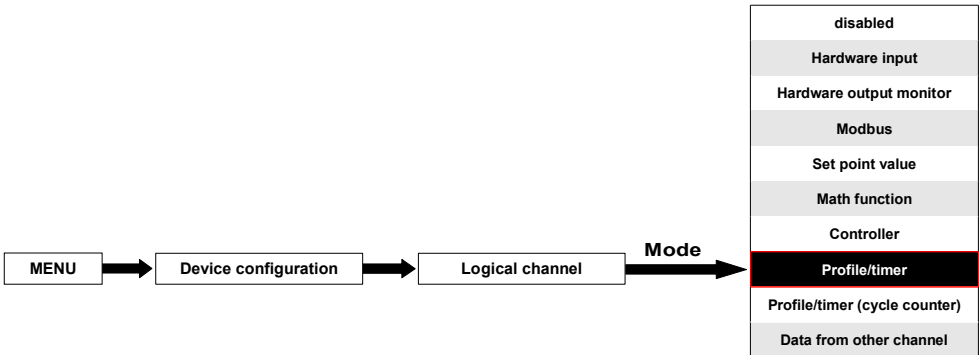 disabled
Hardware input
Hardware output monitor
Modbus
Set point value
Math function
Controller
MENU
Device configuration
Logical channel
Mode
Profile/timer
Profile/timer (cycle counter)
Data from other channel